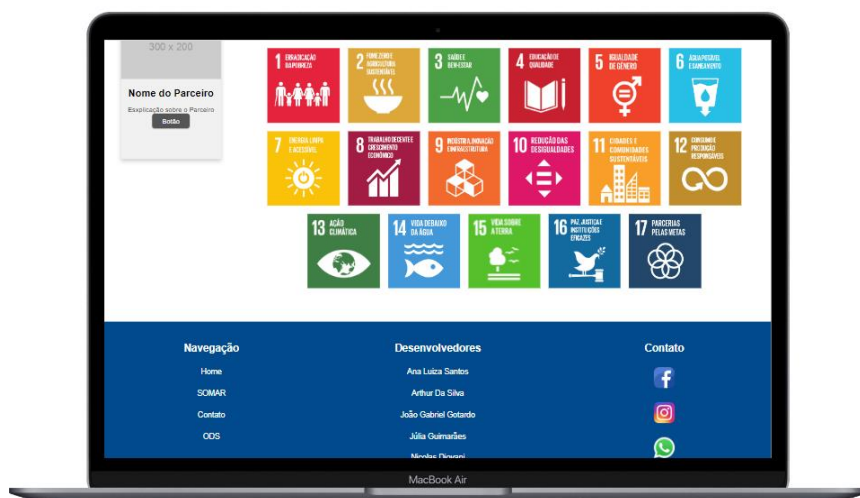 300 x 200
Nome do Parceiro
Esxplicação sobre o Parceiro
Botão
1 ERRADICAÇÃO
DA POBREZA
2 FOME ZERO E
AGRICULTURA
SUSTENTÁVEL
3 SAÚDE E
BEM-ESTAR
4 EDUCAÇÃO DE
QUALIDADE
5 IGUALDADE
DE GÉNERO
6 ÁGUA POTÁVEL
E SANEAMENTO
7 ENERGIA LIMPA
E ACESSÍVEL
8 TRABALHO DECENTE E
CRESCIMENTO
ECONÓMICO
9 INDÚSTRIA, INOVAÇÃO
E INFRAESTRUTURA
10 REDUÇÃO DAS
DESIGUALDADES
11 CIDADES E
COMUNIDADES
SUSTENTÁVEIS
12 CONSUMO E
PRODUÇÃO
RESPONSÁVEIS
13 AÇÃO
CLIMÁTICA
14 VIDA DEBAIXO
DA ÁGUA
15 VIDA SOBRE
A TERRA
16 PAZ, JUSTIÇA E
INSTITUIÇÕES
EFICAZES
17 PARCERIAS
PELAS METAS
Navegação
Home
SOMAR
Contato
ODS
Desenvolvedores
Ana Luiza Santos
Arthur Da Silva
João Gabriel Gotardo
Júlia Guimarães
Nicolas Diovani
Contato
MacBook Air